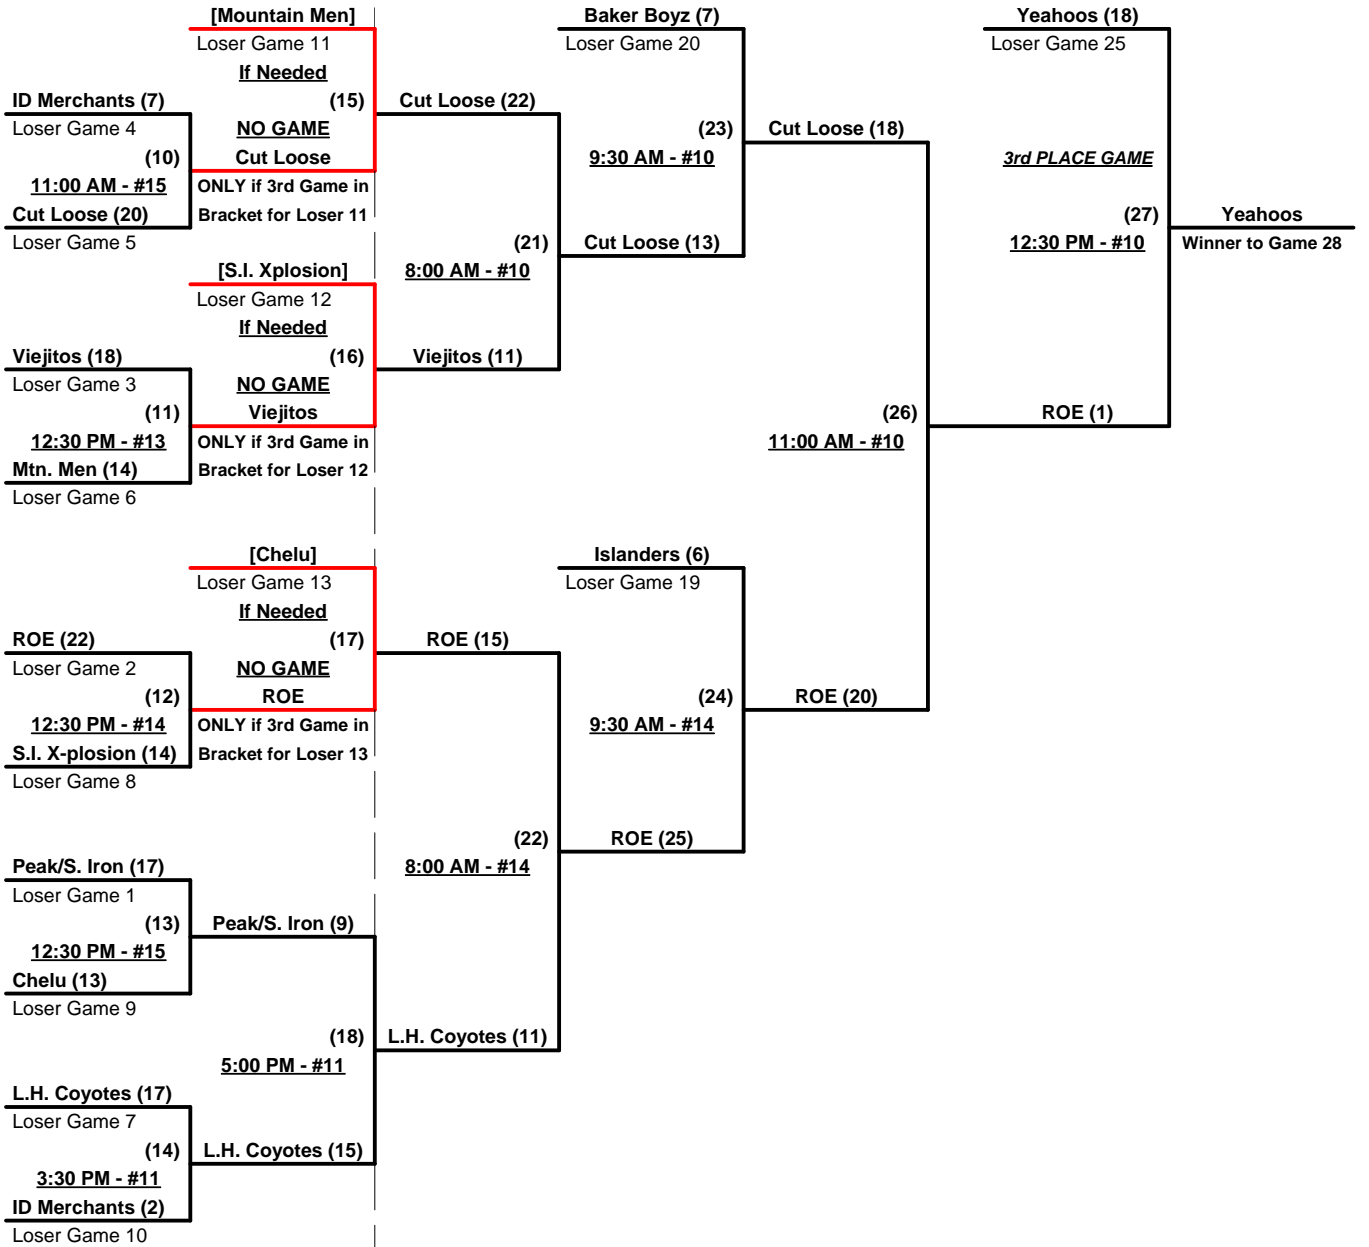 [Mountain Men]
Loser Game 11
If Needed
(15)
NO GAME
Cut Loose
ONLY if 3rd Game in
Bracket for Loser 11
ID Merchants (7)
Loser Game 4
(10)
11:00 AM - #15
Cut Loose (20)
Loser Game 5
[S.I. Xplosion]
Loser Game 12
If Needed
(16)
NO GAME
Viejitos
ONLY if 3rd Game in
Bracket for Loser 12
Viejitos (18)
Loser Game 3
(11)
12:30 PM - #13
Mtn. Men (14)
Loser Game 6
[Chelu]
Loser Game 13
If Needed
(17)
NO GAME
ROE
ONLY if 3rd Game in
Bracket for Loser 13
ROE (22)
Loser Game 2
(12)
12:30 PM - #14
S.I. X-plosion (14)
Loser Game 8
Peak/S. Iron (17)
Loser Game 1
(13)
12:30 PM - #15
Chelu (13)
Loser Game 9
Peak/S. Iron (9)
(18)
5:00 PM - #11
L.H. Coyotes (15)
L.H. Coyotes (17)
Loser Game 7
(14)
3:30 PM - #11
ID Merchants (2)
Loser Game 10
Cut Loose (22)
(21)
8:00 AM - #10
Viejitos (11)
ROE (15)
(22)
8:00 AM - #14
L.H. Coyotes (11)
Baker Boyz (7)
Loser Game 20
(23)
9:30 AM - #10
Cut Loose (13)
Islanders (6)
Loser Game 19
(24)
9:30 AM - #14
ROE (25)
Cut Loose (18)
(26)
11:00 AM - #10
ROE (20)
Yeahoos (18)
Loser Game 25
3rd PLACE GAME
(27)
12:30 PM - #10
ROE (1)
Yeahoos
Winner to Game 28